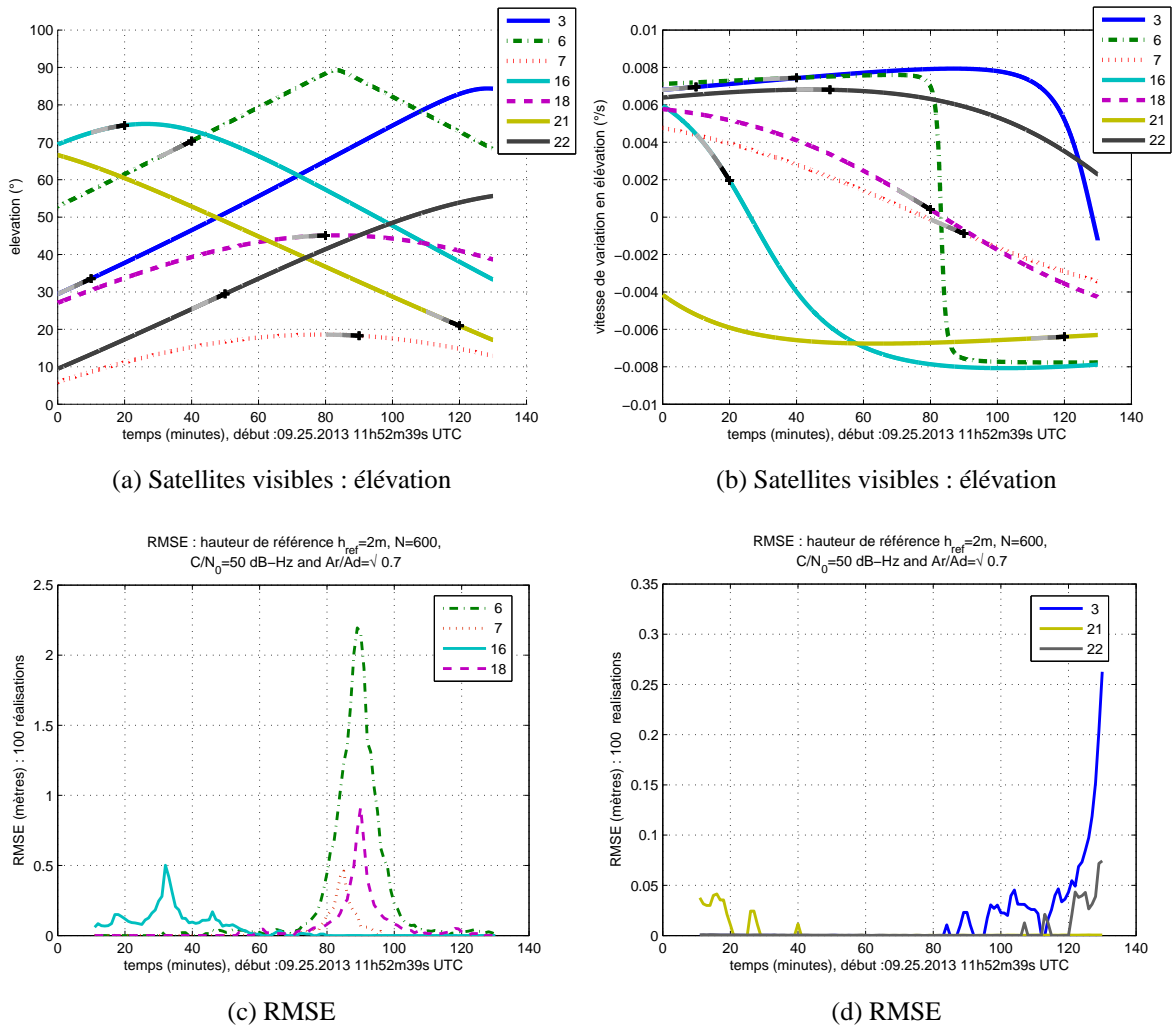 100
90
80
70
60
50
40
30
20
10
0
0 20 40 60 80 100 120 140
elevation (°)
temps (minutes), début :09.25.2013 11h52m39s UTC
3
6
7
16
18
21
22
(a) Satellites visibles : élévation
0.01
0.008
0.006
0.004
0.002
0
−0.002
−0.004
−0.006
−0.008
−0.01
0 20 40 60 80 100 120 140
vitesse de variation en élévation (°/s)
temps (minutes), début :09.25.2013 11h52m39s UTC
3
6
7
16
18
21
22
(b) Satellites visibles : élévation
RMSE : hauteur de référence h_ref=2m, N=600,
C/N_0=50 dB−Hz and Ar/Ad=√ 0.7
2.5
2
1.5
1
0.5
0
0 20 40 60 80 100 120 140
RMSE (mètres) : 100 réalisations
temps (minutes), début :09.25.2013 11h52m39s UTC
6
7
16
18
(c) RMSE
RMSE : hauteur de référence h_ref=2m, N=600,
C/N_0=50 dB−Hz and Ar/Ad=√ 0.7
0.35
0.3
0.25
0.2
0.15
0.1
0.05
0
0 20 40 60 80 100 120 140
RMSE (mètres) : 100 realisations
temps (minutes), début :09.25.2013 11h52m39s UTC
3
21
22
(d) RMSE